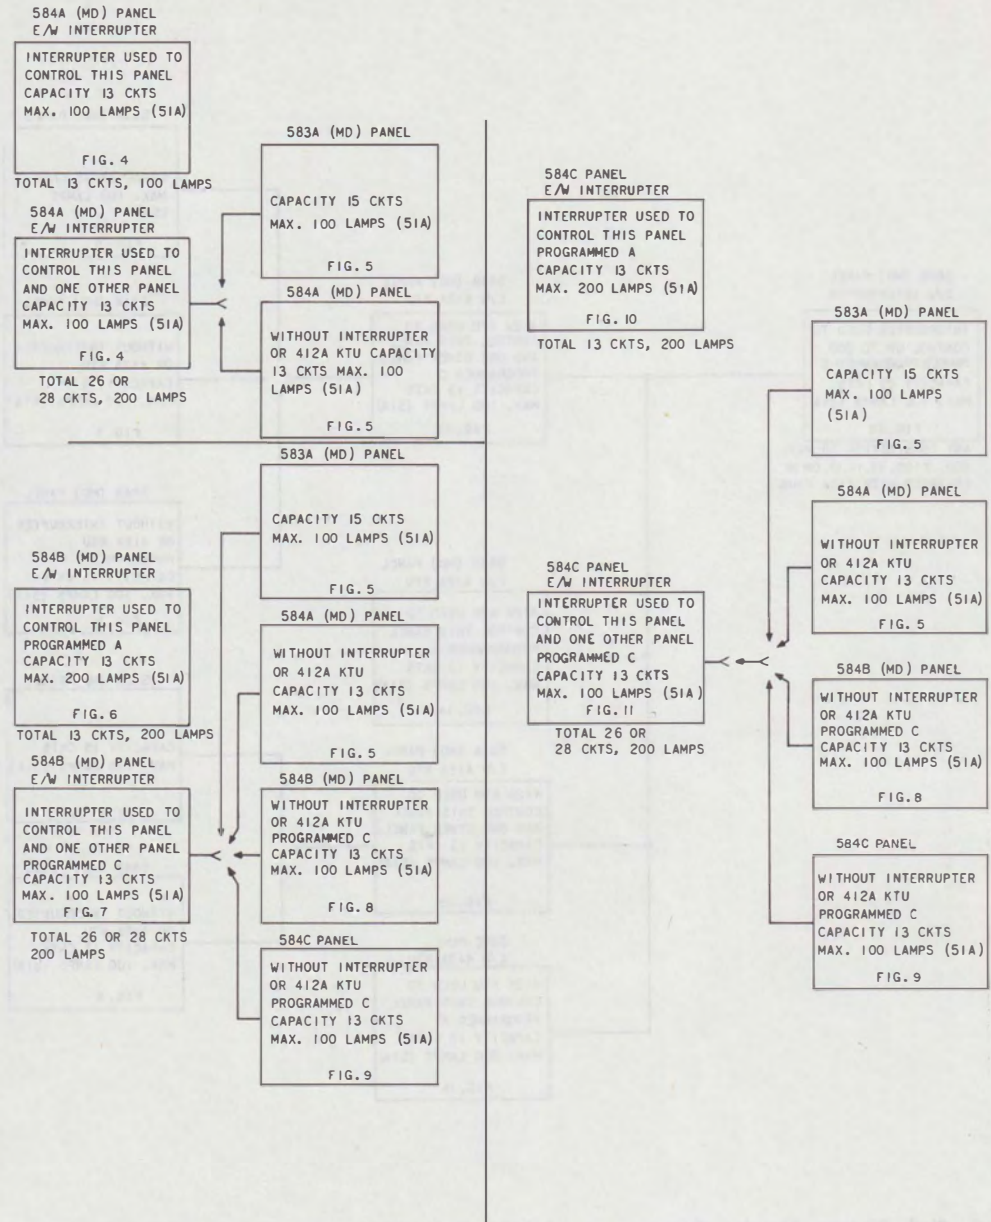 584A (MD) PANEL
E/W INTERRUPTER
INTERRUPTER USED TO
CONTROL THIS PANEL
CAPACITY 13 CKTS
MAX. 100 LAMPS (51A)
FIG. 4
TOTAL 13 CKTS, 100 LAMPS
584A (MD) PANEL
E/W INTERRUPTER
INTERRUPTER USED TO
CONTROL THIS PANEL
AND ONE OTHER PANEL
CAPACITY 13 CKTS
MAX. 100 LAMPS (51A)
FIG. 4
TOTAL 26 OR
28 CKTS, 200 LAMPS
583A (MD) PANEL
CAPACITY 15 CKTS
MAX. 100 LAMPS (51A)
FIG. 5
584A (MD) PANEL
WITHOUT INTERRUPTER
OR 412A KTU CAPACITY
13 CKTS MAX. 100
LAMPS (51A)
FIG. 5
584B (MD) PANEL
E/W INTERRUPTER
INTERRUPTER USED TO
CONTROL THIS PANEL
PROGRAMMED A
CAPACITY 13 CKTS
MAX. 200 LAMPS (51A)
FIG. 6
TOTAL 13 CKTS, 200 LAMPS
584B (MD) PANEL
E/W INTERRUPTER
INTERRUPTER USED TO
CONTROL THIS PANEL
AND ONE OTHER PANEL
PROGRAMMED C
CAPACITY 13 CKTS
MAX. 100 LAMPS (51A)
FIG. 7
TOTAL 26 OR 28 CKTS
200 LAMPS
583A (MD) PANEL
CAPACITY 15 CKTS
MAX. 100 LAMPS (51A)
FIG. 5
584A (MD) PANEL
WITHOUT INTERRUPTER
OR 412A KTU
CAPACITY 13 CKTS
MAX. 100 LAMPS (51A)
FIG. 5
584B (MD) PANEL
WITHOUT INTERRUPTER
OR 412A KTU
PROGRAMMED C
CAPACITY 13 CKTS
MAX. 100 LAMPS (51A)
FIG. 8
584C PANEL
WITHOUT INTERRUPTER
OR 412A KTU
PROGRAMMED C
CAPACITY 13 CKTS
MAX. 100 LAMPS (51A)
FIG. 9
584C PANEL
E/W INTERRUPTER
INTERRUPTER USED TO
CONTROL THIS PANEL
PROGRAMMED A
CAPACITY 13 CKTS
MAX. 200 LAMPS (51A)
FIG. 10
TOTAL 13 CKTS, 200 LAMPS
584C PANEL
E/W INTERRUPTER
INTERRUPTER USED TO
CONTROL THIS PANEL
AND ONE OTHER PANEL
PROGRAMMED C
CAPACITY 13 CKTS
MAX. 100 LAMPS (51A)
FIG. 11
TOTAL 26 OR
28 CKTS, 200 LAMPS
583A (MD) PANEL
CAPACITY 15 CKTS
MAX. 100 LAMPS
(51A)
FIG. 5
584A (MD) PANEL
WITHOUT INTERRUPTER
OR 412A KTU
CAPACITY 13 CKTS
MAX. 100 LAMPS (51A)
FIG. 5
584B (MD) PANEL
WITHOUT INTERRUPTER
OR 412A KTU
PROGRAMMED C
CAPACITY 13 CKTS
MAX. 100 LAMPS (51A)
FIG. 8
584C PANEL
WITHOUT INTERRUPTER
OR 412A KTU
PROGRAMMED C
CAPACITY 13 CKTS
MAX. 100 LAMPS (51A)
FIG. 9